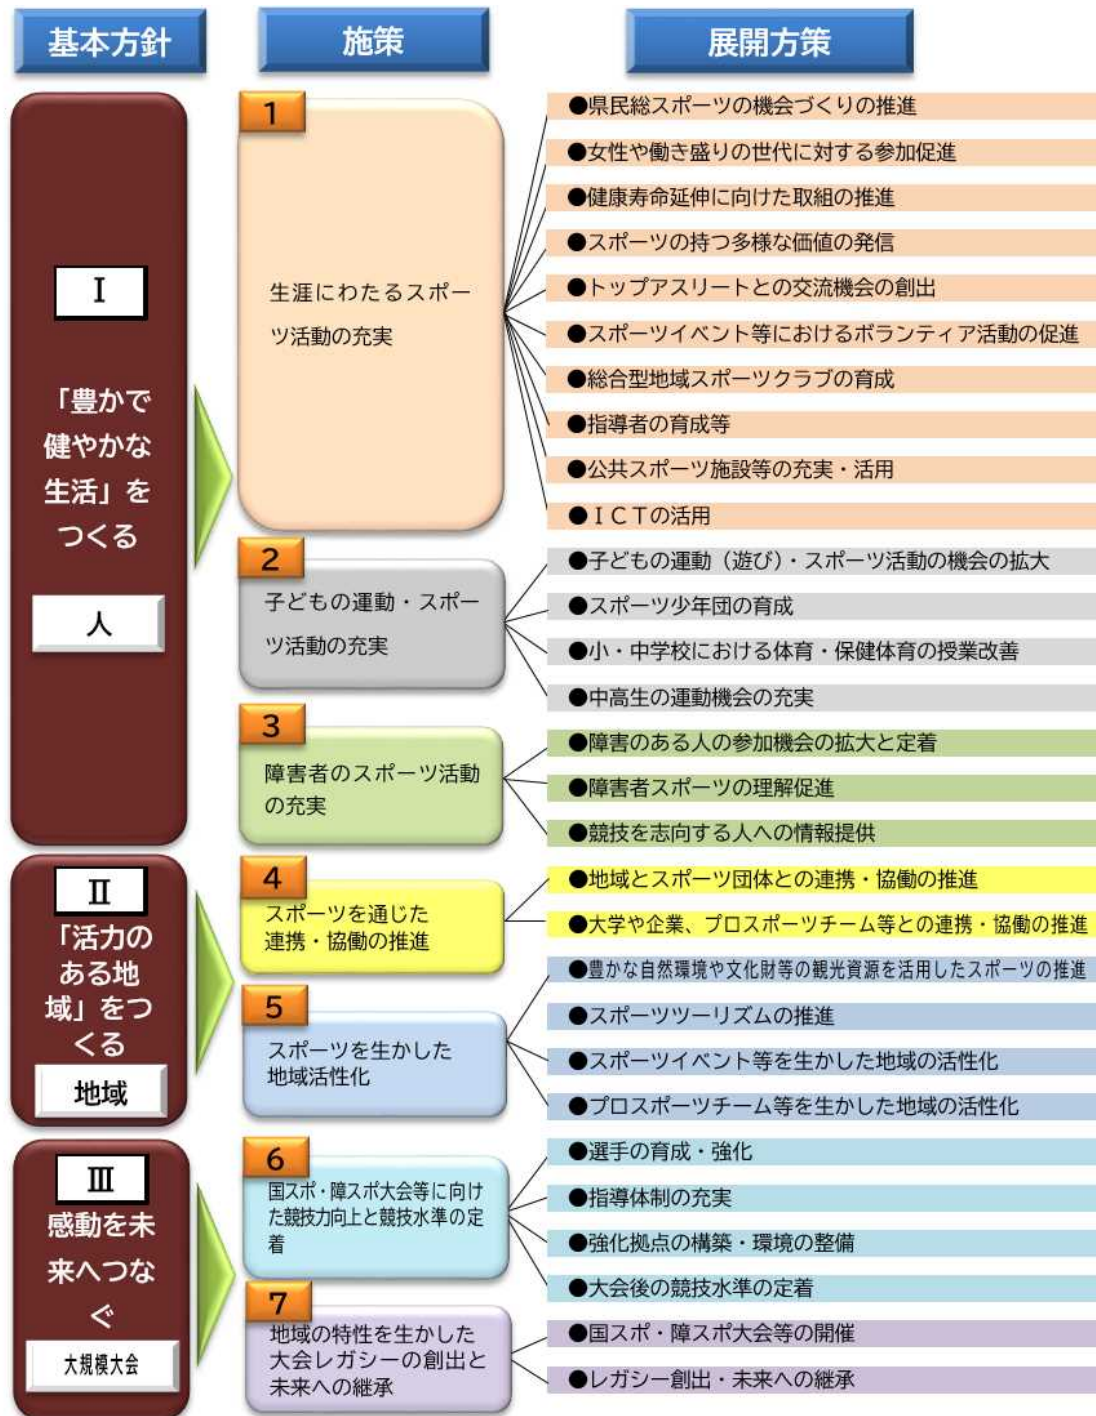 基本方針
施策
展開方策
Ⅰ
「豊かで
健やかな
生活」を
つくる
人
1
生涯にわたるスポー
ツ活動の充実
●県民総スポーツの機会づくりの推進
●女性や働き盛りの世代に対する参加促進
●健康寿命延伸に向けた取組の推進
●スポーツの持つ多様な価値の発信
●トップアスリートとの交流機会の創出
●スポーツイベント等におけるボランティア活動の促進
●総合型地域スポーツクラブの育成
●指導者の育成等
●公共スポーツ施設等の充実・活用
●ＩＣＴの活用
2
子どもの運動・スポー
ツ活動の充実
●子どもの運動（遊び）・スポーツ活動の機会の拡大
●スポーツ少年団の育成
●小・中学校における体育・保健体育の授業改善
●中高生の運動機会の充実
3
障害者のスポーツ活動
の充実
●障害のある人の参加機会の拡大と定着
●障害者スポーツの理解促進
●競技を志向する人への情報提供
Ⅱ
「活力の
ある地
域」をつ
くる
地域
4
スポーツを通じた
連携・協働の推進
●地域とスポーツ団体との連携・協働の推進
●大学や企業、プロスポーツチーム等との連携・協働の推進
5
スポーツを生かした
地域活性化
●豊かな自然環境や文化財等の観光資源を活用したスポーツの推進
●スポーツツーリズムの推進
●スポーツイベント等を生かした地域の活性化
●プロスポーツチーム等を生かした地域の活性化
Ⅲ
感動を未
来へつな
ぐ
大規模大会
6
国スポ・障スポ大会等に向け
た競技力向上と競技水準の定
着
●選手の育成・強化
●指導体制の充実
●強化拠点の構築・環境の整備
●大会後の競技水準の定着
7
地域の特性を生かした
大会レガシーの創出と
未来への継承
●国スポ・障スポ大会等の開催
●レガシー創出・未来への継承